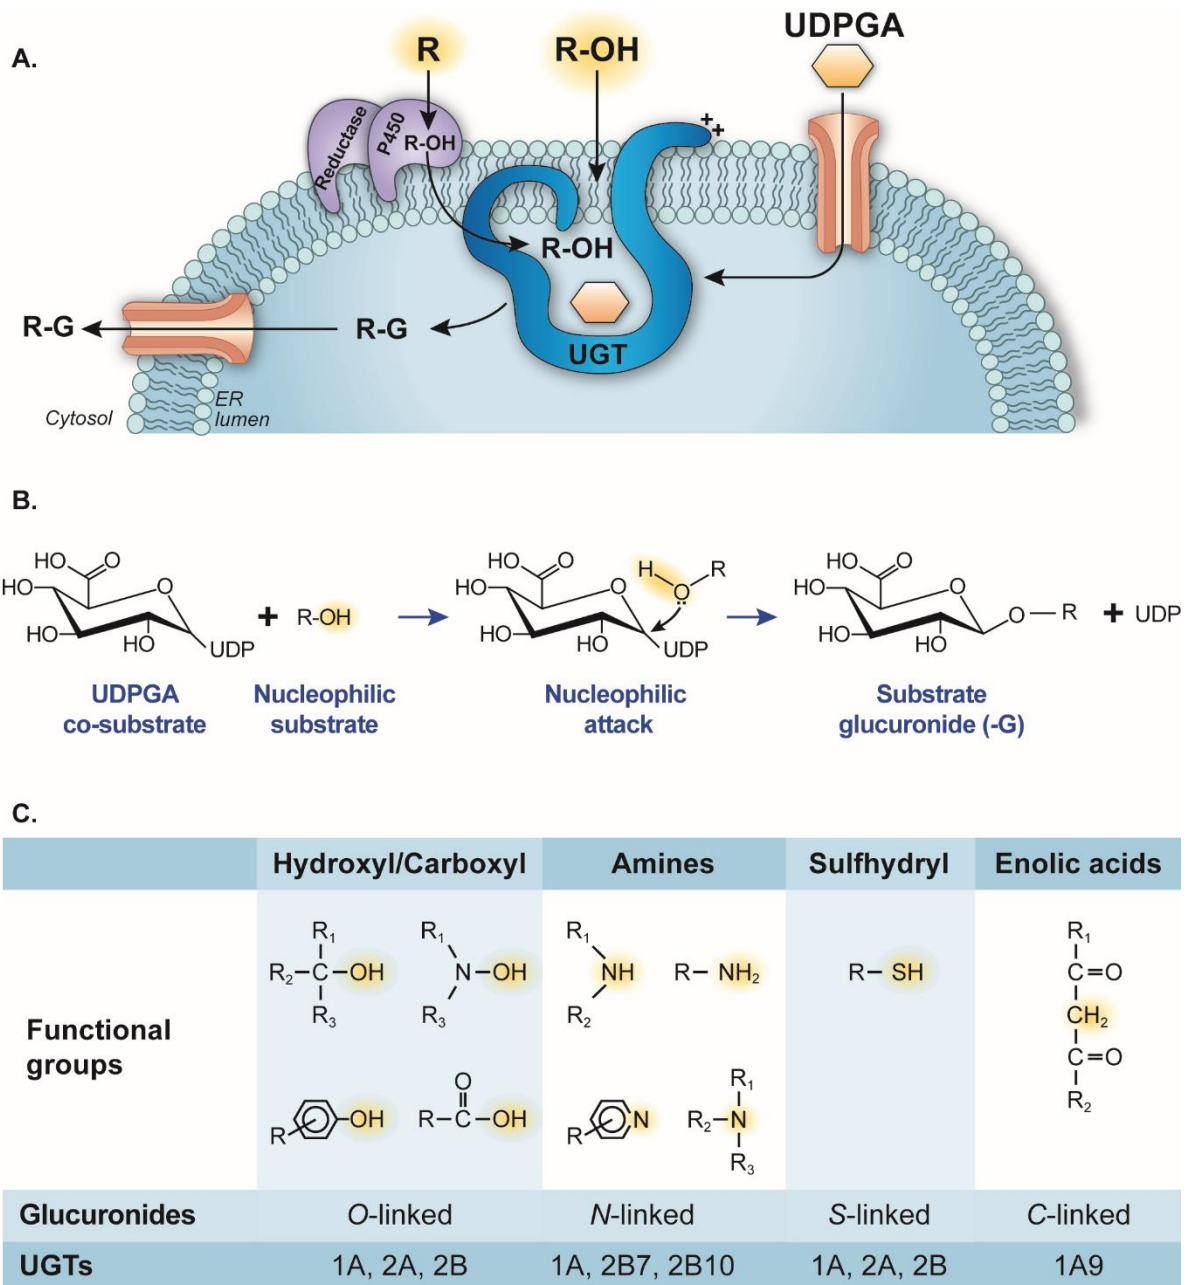 A.
R
R-OH
UDPGA
Reductase
P450
R-OH
++
R-OH
R-G
R-G
UGT
Cytosol
ER
lumen
B.
HO
O
HO
HO
HO
O
UDP
+
R-OH
HO
O
HO
HO
HO
O
UDP
H
O
R
HO
O
HO
HO
HO
O
O
R
+ UDP
UDPGA
co-substrate
Nucleophilic
substrate
Nucleophilic
attack
Substrate
glucuronide (-G)
C.
Hydroxyl/Carboxyl Amines Sulfhydryl Enolic acids
Functional
groups
R1
R2–C–OH
R3
R1
N–OH
R3
R
OH
O
R–C–OH
R1
NH
R2
R–NH2
R
N
R1
R2–N
R3
R–SH
R1
C=O
CH2
C=O
R2
Glucuronides O-linked N-linked S-linked C-linked
UGTs 1A, 2A, 2B 1A, 2B7, 2B10 1A, 2A, 2B 1A9